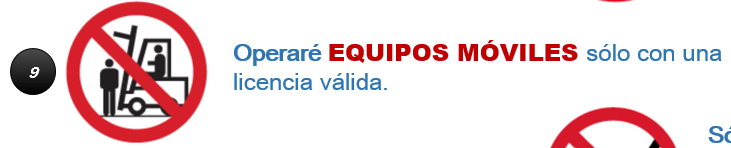 9
Operaré EQUIPOS MÓVILES sólo con una
licencia válida.